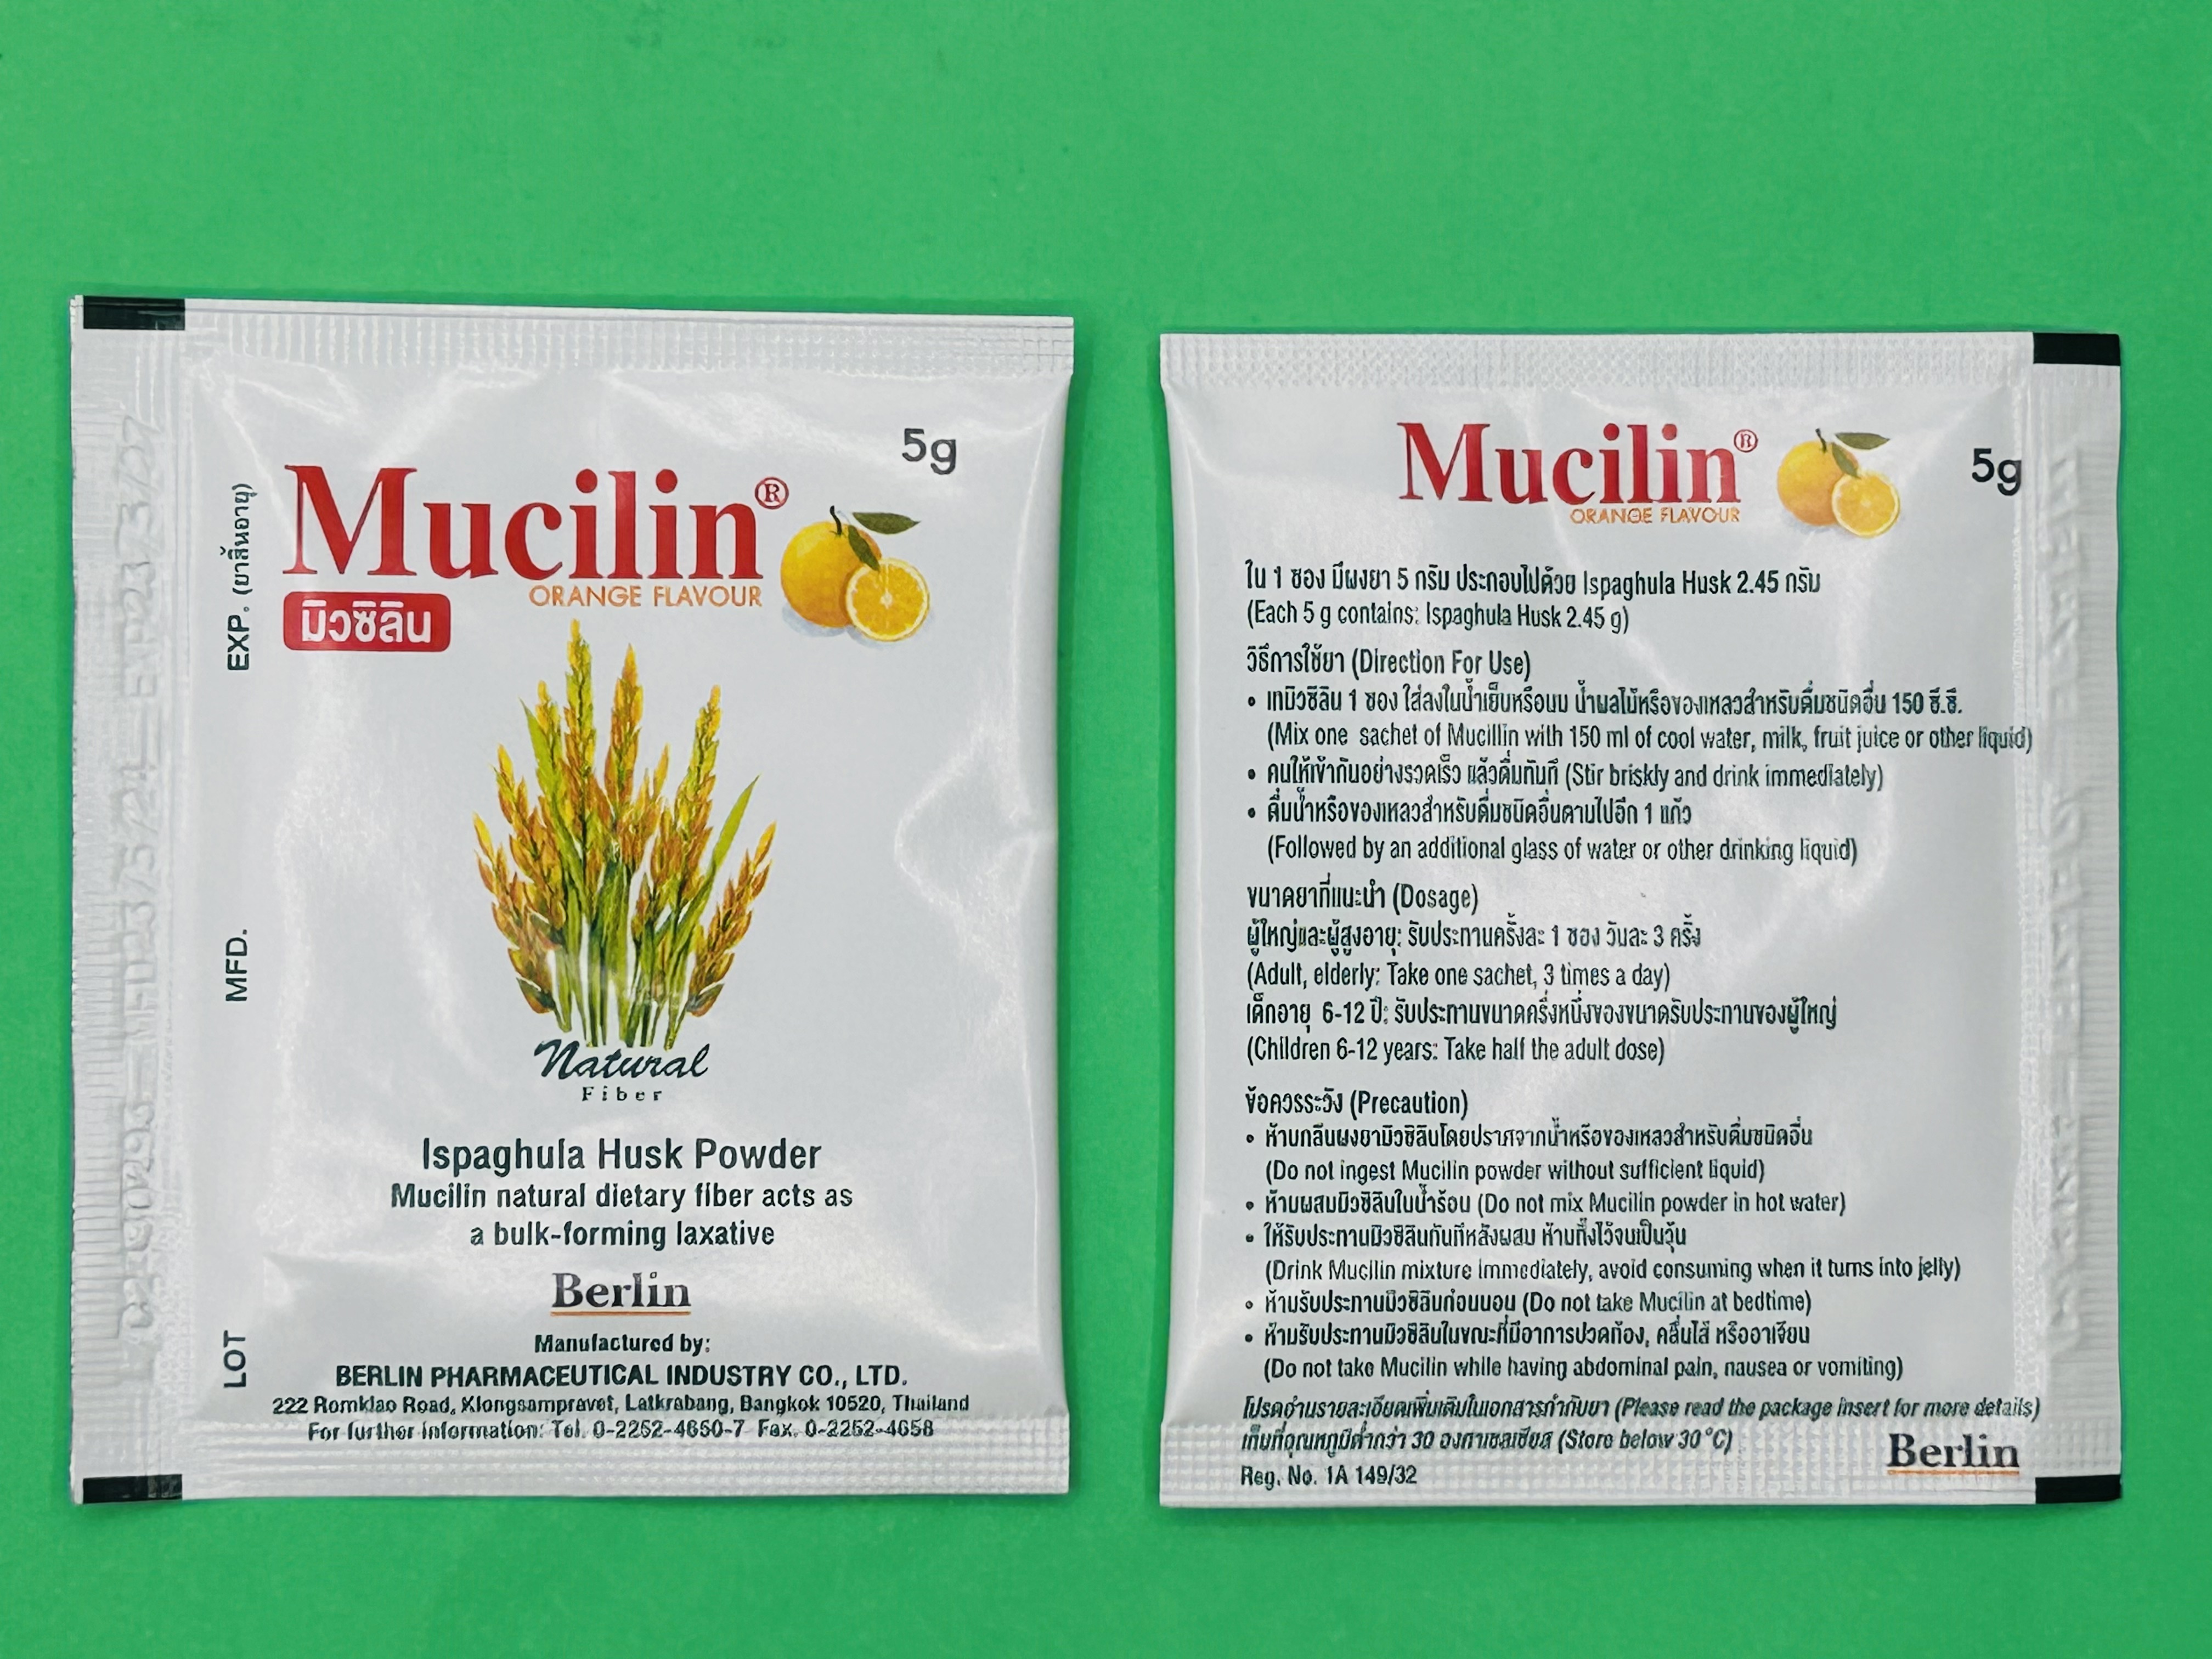 5g
Mucilin®
ORANGE FLAVOUR
มิวซิลิน
EXP. (ยาสิ้นอายุ)
MFD.
LOT
Natural
Fiber
Ispaghula Husk Powder
Mucilin natural dietary fiber acts as
a bulk-forming laxative
Berlin
Manufactured by:
BERLIN PHARMACEUTICAL INDUSTRY CO., LTD.
222 Romklao Road, Klongsampravet, Latkrabang, Bangkok 10520, Thailand
For further information: Tel. 0-2252-4650-7 Fax. 0-2252-4658
Mucilin®
ORANGE FLAVOUR
5g
ใน 1 ซอง มีผงยา 5 กรัม ประกอบไปด้วย Ispaghula Husk 2.45 กรัม
(Each 5 g contains: Ispaghula Husk 2.45 g)
วิธีการใช้ยา (Direction For Use)
• เทมิวซิลิน 1 ซอง ใส่ลงในน้ำเย็นหรือนม น้ำผลไม้หรือของเหลวสำหรับดื่มชนิดอื่น 150 ซี.ซี.
(Mix one sachet of Mucillin with 150 ml of cool water, milk, fruit juice or other liquid)
• คนให้เข้ากันอย่างรวดเร็ว แล้วดื่มทันที (Stir briskly and drink immediately)
• ดื่มน้ำหรือของเหลวสำหรับดื่มชนิดอื่นตามไปอีก 1 แก้ว
(Followed by an additional glass of water or other drinking liquid)
ขนาดยาที่แนะนำ (Dosage)
ผู้ใหญ่และผู้สูงอายุ: รับประทานครั้งละ 1 ซอง วันละ 3 ครั้ง
(Adult, elderly: Take one sachet, 3 times a day)
เด็กอายุ 6-12 ปี: รับประทานขนาดครึ่งหนึ่งของขนาดรับประทานของผู้ใหญ่
(Children 6-12 years: Take half the adult dose)
ข้อควรระวัง (Precaution)
• ห้ามกลืนผงยามิวซิลินโดยปราศจากน้ำหรือของเหลวสำหรับดื่มชนิดอื่น
(Do not ingest Mucilin powder without sufficient liquid)
• ห้ามผสมมิวซิลินในน้ำร้อน (Do not mix Mucilin powder in hot water)
• ให้รับประทานมิวซิลินทันทีหลังผสม ห้ามทิ้งไว้จนเป็นวุ้น
(Drink Mucilin mixture immediately, avoid consuming when it turns into jelly)
• ห้ามรับประทานมิวซิลินก่อนนอน (Do not take Mucilin at bedtime)
• ห้ามรับประทานมิวซิลินในขณะที่มีอาการปวดท้อง, คลื่นไส้ หรืออาเจียน
(Do not take Mucilin while having abdominal pain, nausea or vomiting)
โปรดอ่านรายละเอียดเพิ่มเติมในเอกสารกำกับยา (Please read the package insert for more details)
เก็บที่อุณหภูมิต่ำกว่า 30 องศาเซลเซียส (Store below 30 °C)
Reg. No. 1A 149/32
Berlin